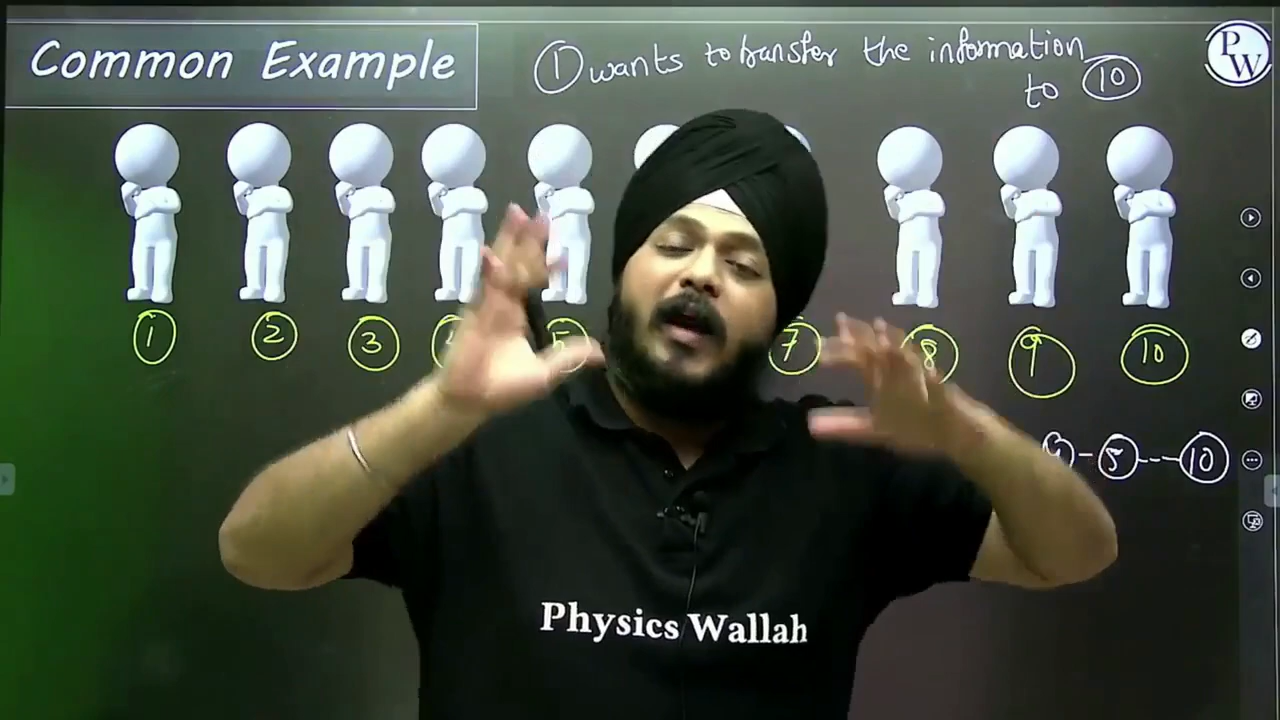 Common Example
① wants to transfer the information
to ⑩
P
W
1 2 3 5 7 8 9 10
5---10
Physics Wallah